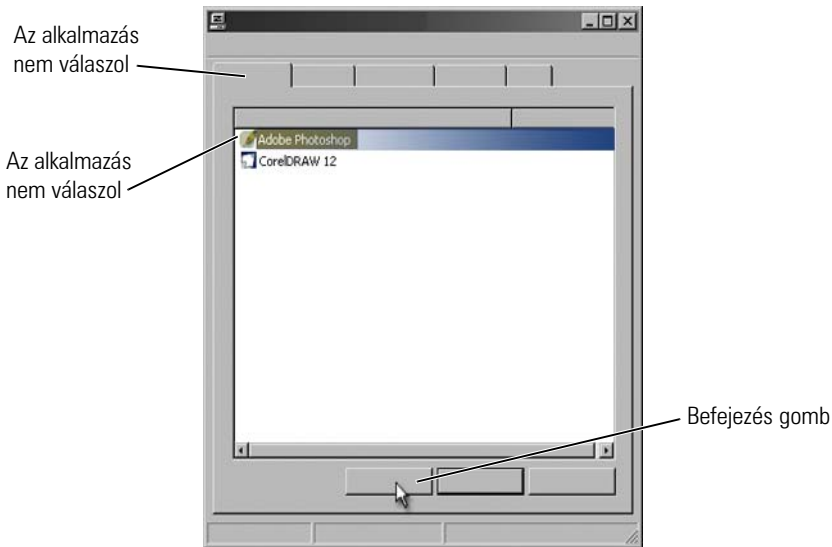 Az alkalmazás
nem válaszol
Az alkalmazás
nem válaszol
Adobe Photoshop
CorelDRAW 12
Befejezés gomb